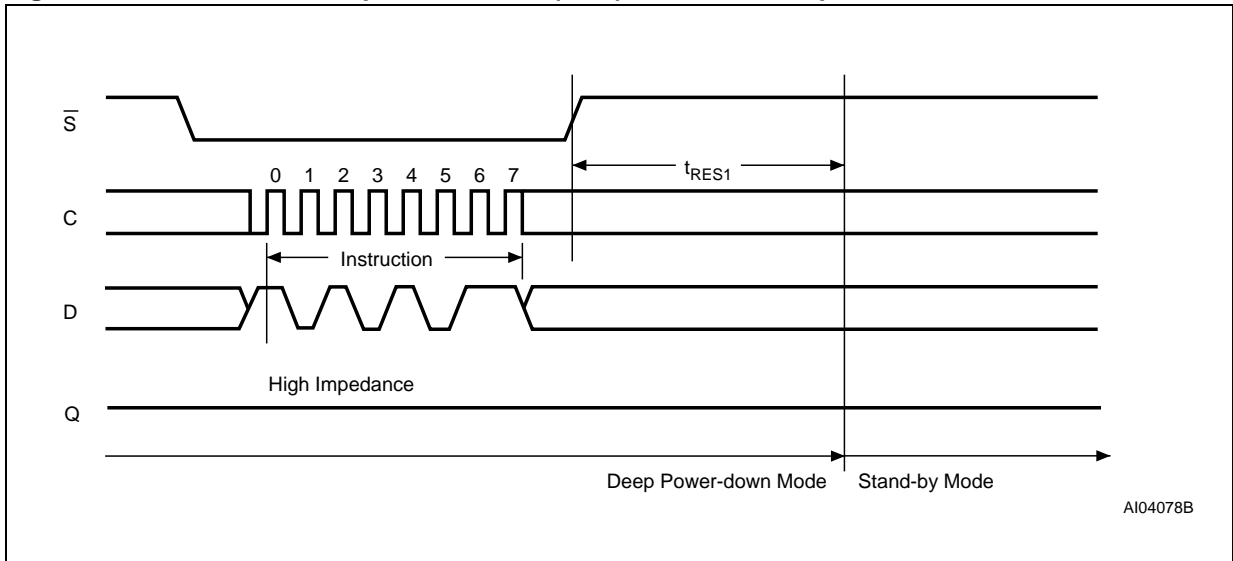 S
tRES1
0 1 2 3 4 5 6 7
C
Instruction
D
High Impedance
Q
Deep Power-down Mode Stand-by Mode
AI04078B